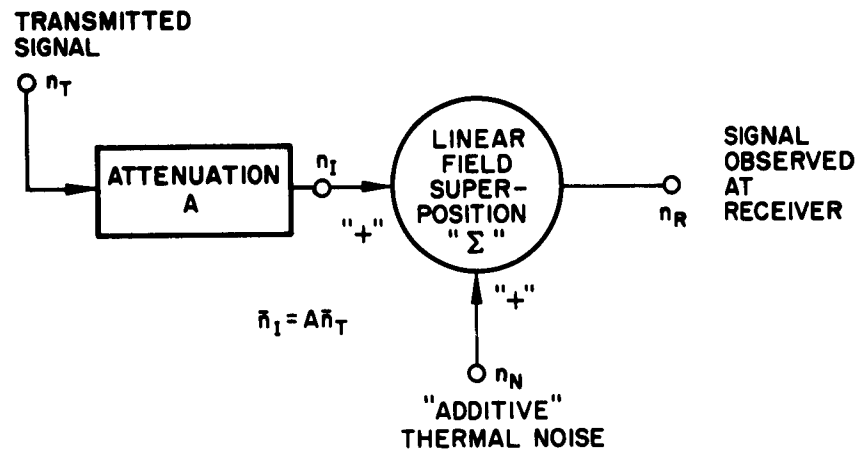 TRANSMITTED
SIGNAL
n_T
ATTENUATION
A
n_I
"+"
LINEAR
FIELD
SUPER-
POSITION
"Σ"
n_R
SIGNAL
OBSERVED
AT
RECEIVER
"+"
n̄_I = An̄_T
n_N
"ADDITIVE"
THERMAL NOISE